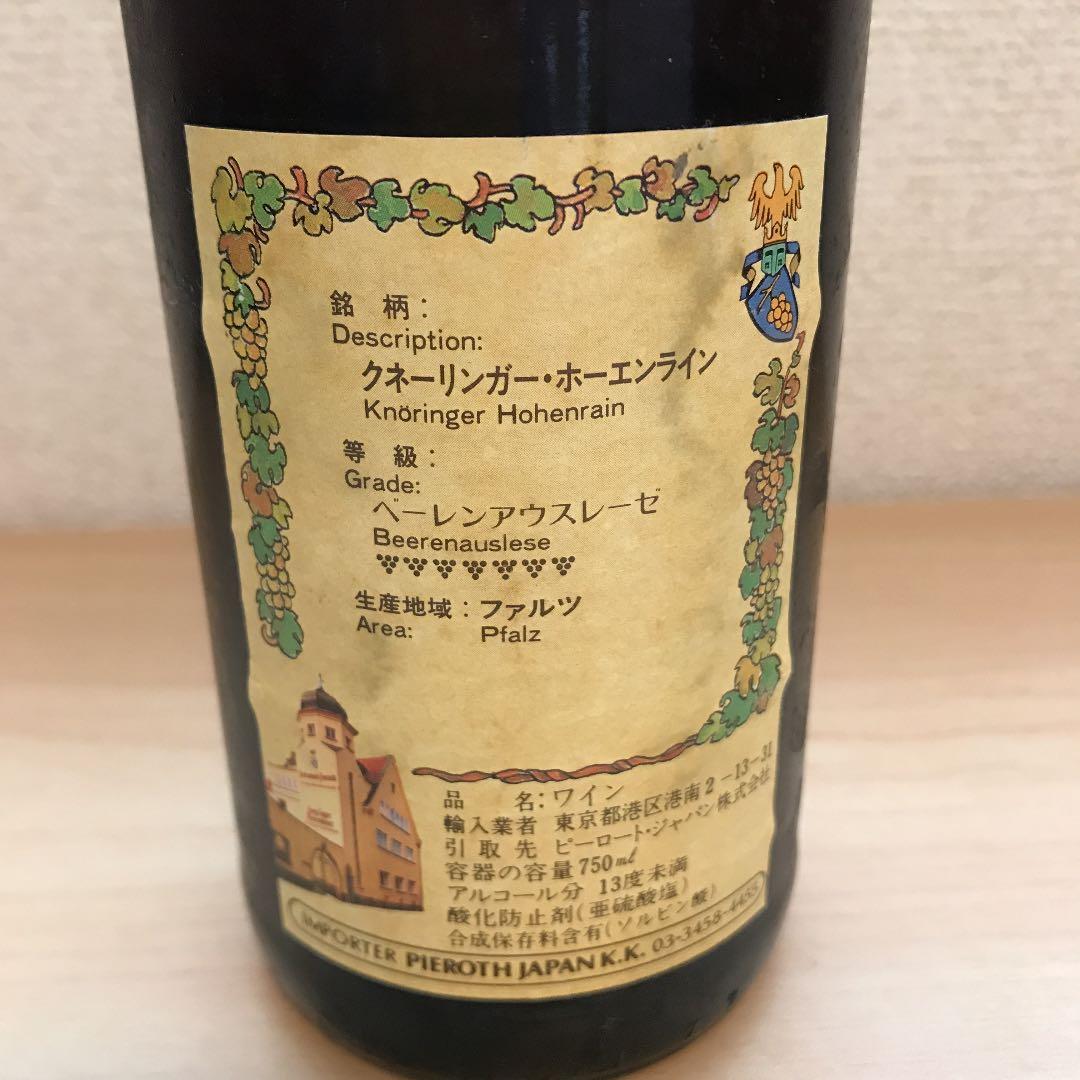 銘柄:
Description:
クネーリンガー・ホーエンライン
Knöringer Hohenrain
等級:
Grade:
ベーレンアウスレーゼ
Beerenauslese
生産地域:ファルツ
Area: Pfalz
品名:ワイン
輸入業者 東京都港区港南2-13-31
引取先 ピーロート・ジャパン株式会社
容器の容量750ml
アルコール分 13度未満
酸化防止剤(亜硫酸塩)
合成保存料含有(ソルビン酸)
IMPORTER PIEROTH JAPAN K.K. 03-3458-4455